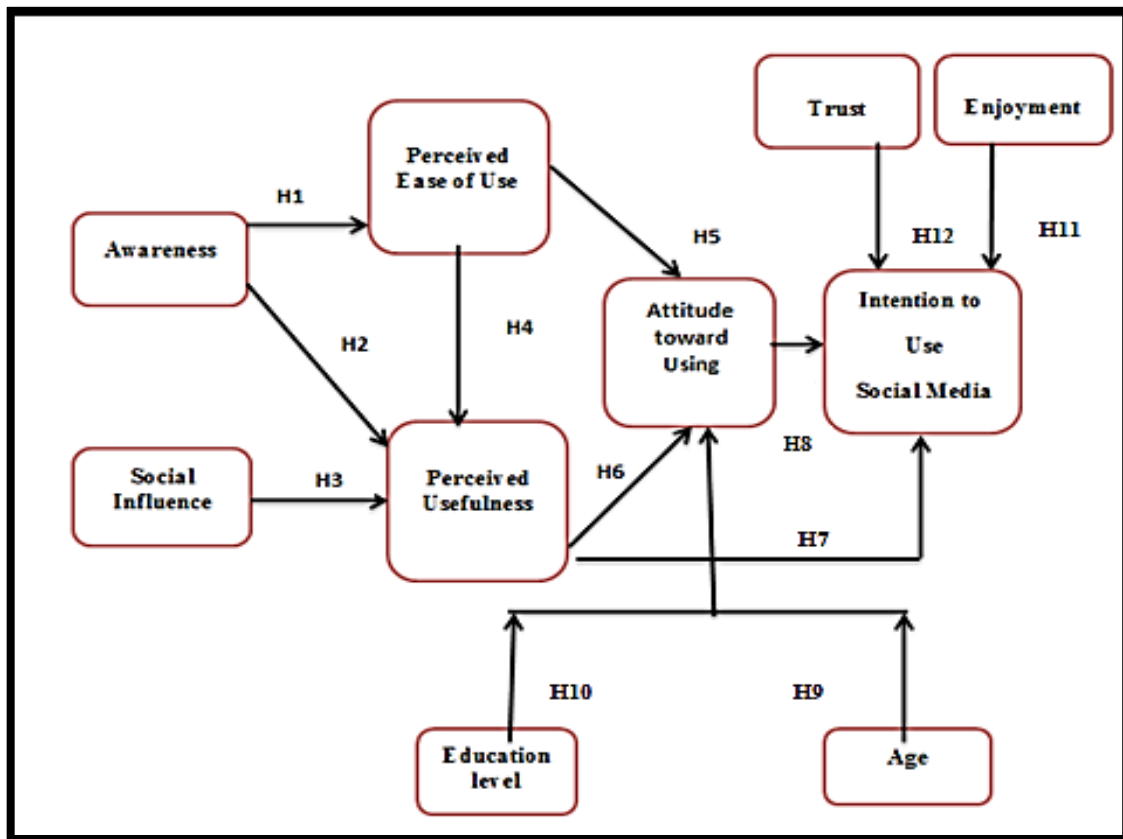 Trust
Enjoyment
Perceived
Ease of Use
H1
Awareness
H5
H12
H11
H2
H4
Attitude
toward
Using
Intention to
Use
Social Media
Social
Influence
H3
Perceived
Usefulness
H6
H8
H7
H10
H9
Education
level
Age